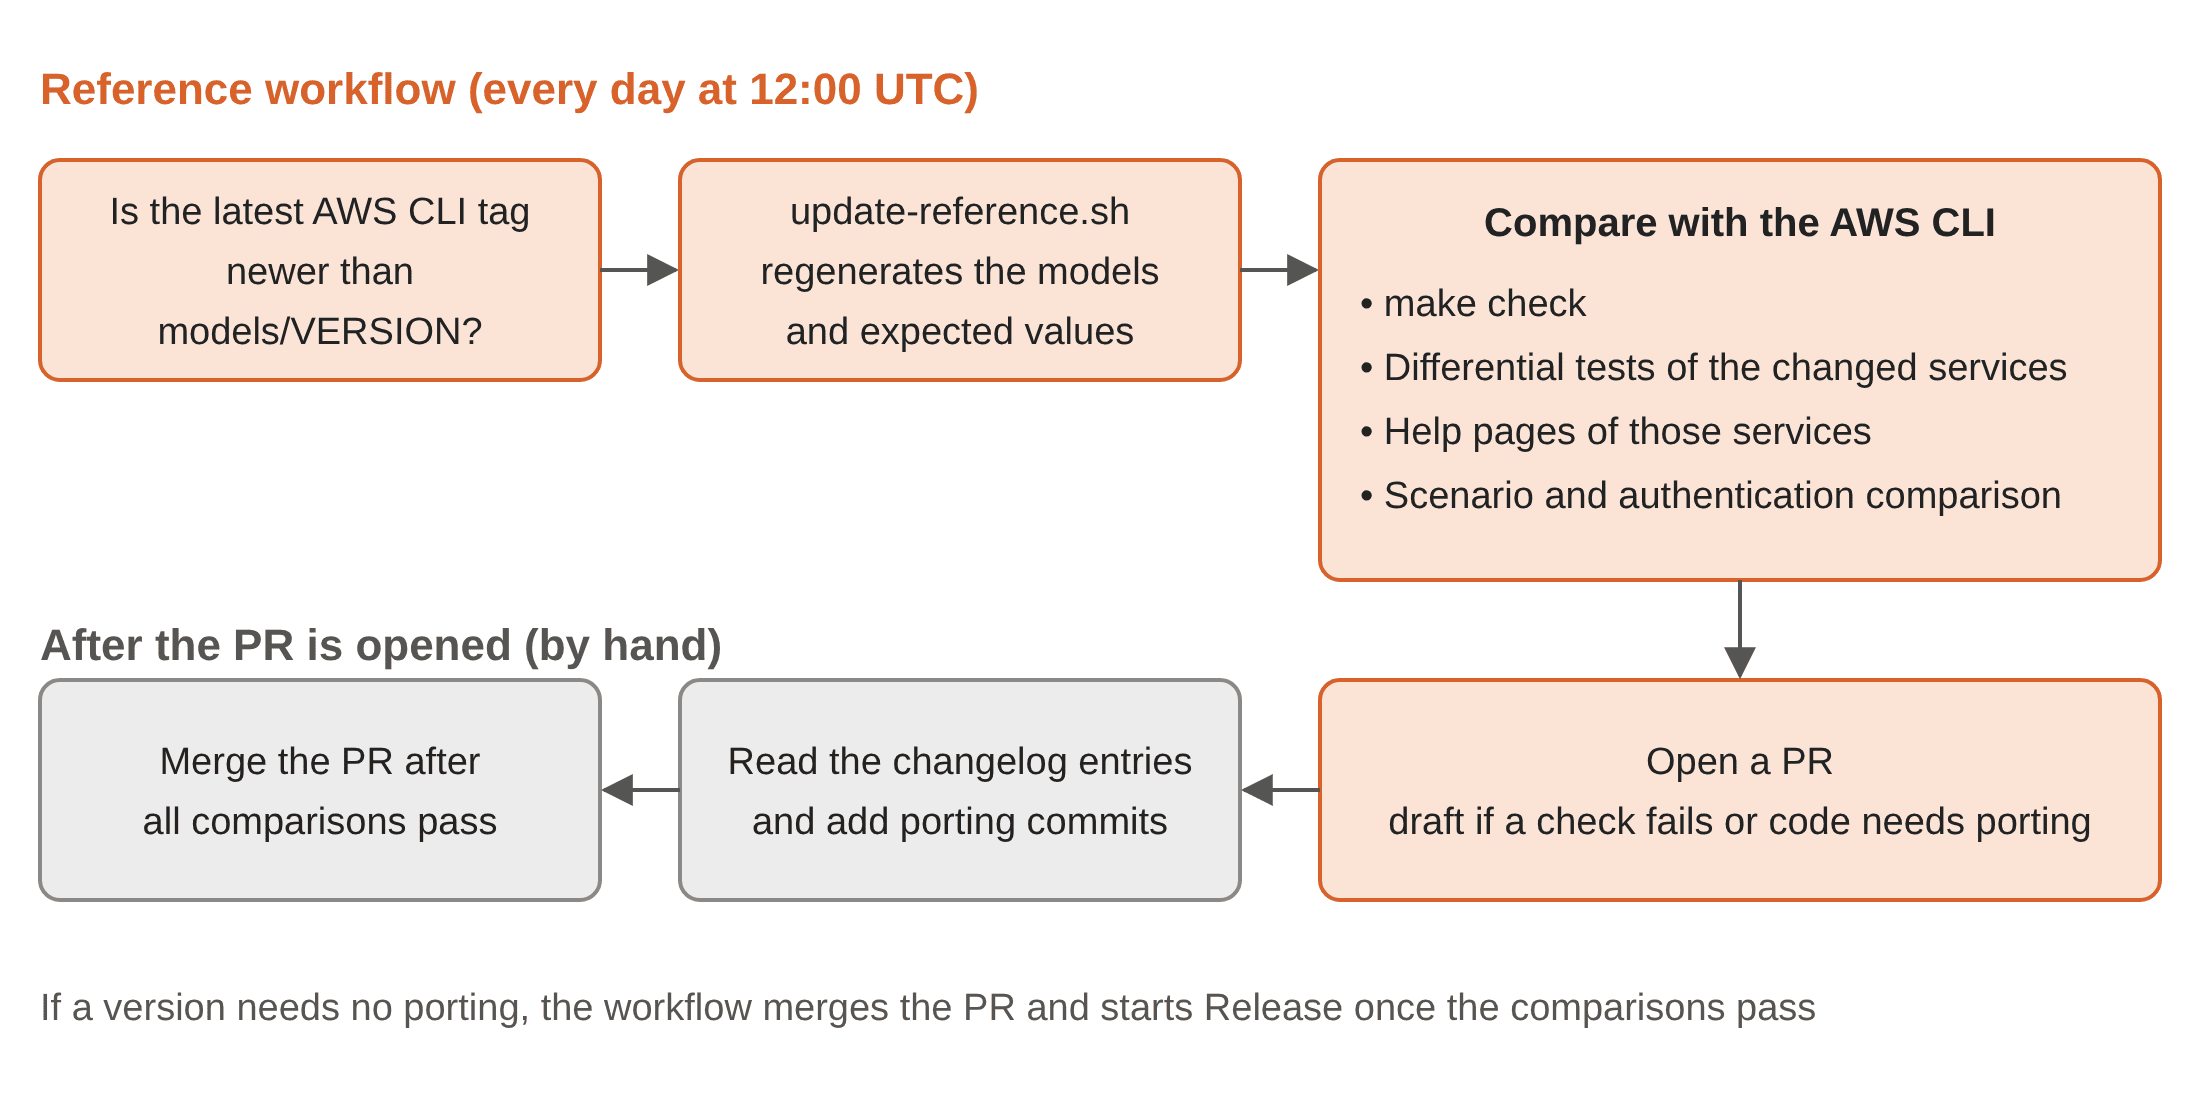 Reference workflow (every day at 12:00 UTC)
Is the latest AWS CLI tag
newer than
models/VERSION?
update-reference.sh
regenerates the models
and expected values
Compare with the AWS CLI
• make check
• Differential tests of the changed services
• Help pages of those services
• Scenario and authentication comparison
Open a PR
draft if a check fails or code needs porting
After the PR is opened (by hand)
Read the changelog entries
and add porting commits
Merge the PR after
all comparisons pass
If a version needs no porting, the workflow merges the PR and starts Release once the comparisons pass